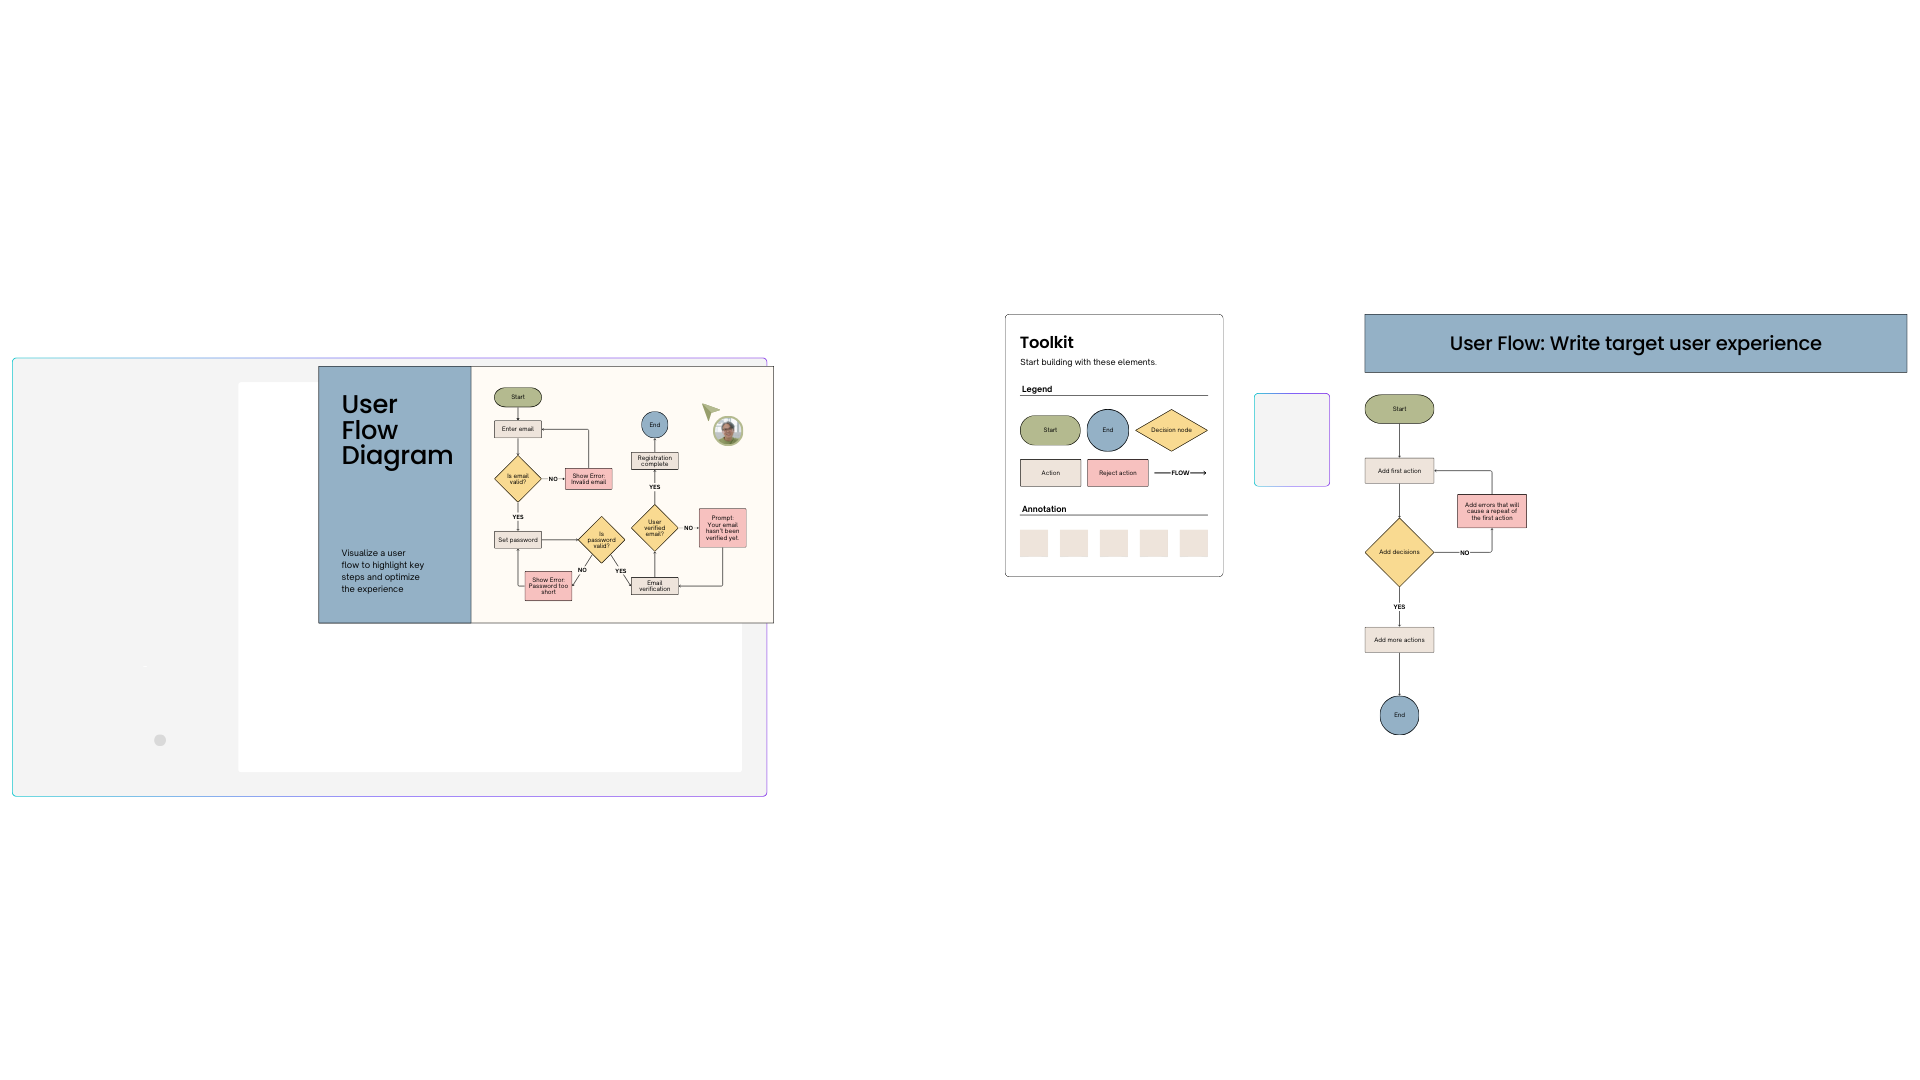 User
Flow
Diagram
Visualize a user
flow to highlight key
steps and optimize
the experience
Start
Enter email
Is email
valid?
NO
Show Error:
Invalid email
YES
Set password
Is
password
valid?
NO
Show Error:
Password too
short
YES
Email
verification
User
verified
email?
NO
Prompt:
Your email
hasn't been
verified yet.
YES
Registration
complete
End
Toolkit
Start building with these elements.
Legend
Start
End
Decision node
Action
Reject action
FLOW
Annotation
User Flow: Write target user experience
Start
Add first action
Add errors that will
cause a repeat of
the first action
Add decisions
NO
YES
Add more actions
End